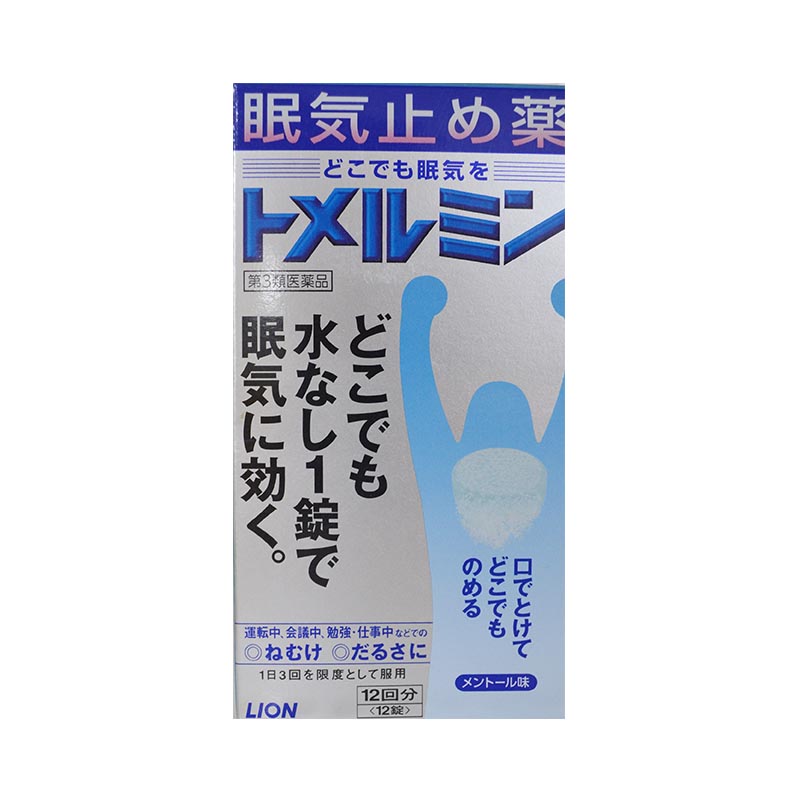 眠気止め薬
どこでも眠気を
トメルミン
第3類医薬品
どこでも
水なし1錠で
眠気に効く。
口でとけて
どこでも
のめる
運転中、会議中、勉強・仕事中などでの
◎ねむけ ◎だるさに
1日3回を限度として服用
メントール味
LION
12回分
〈12錠〉